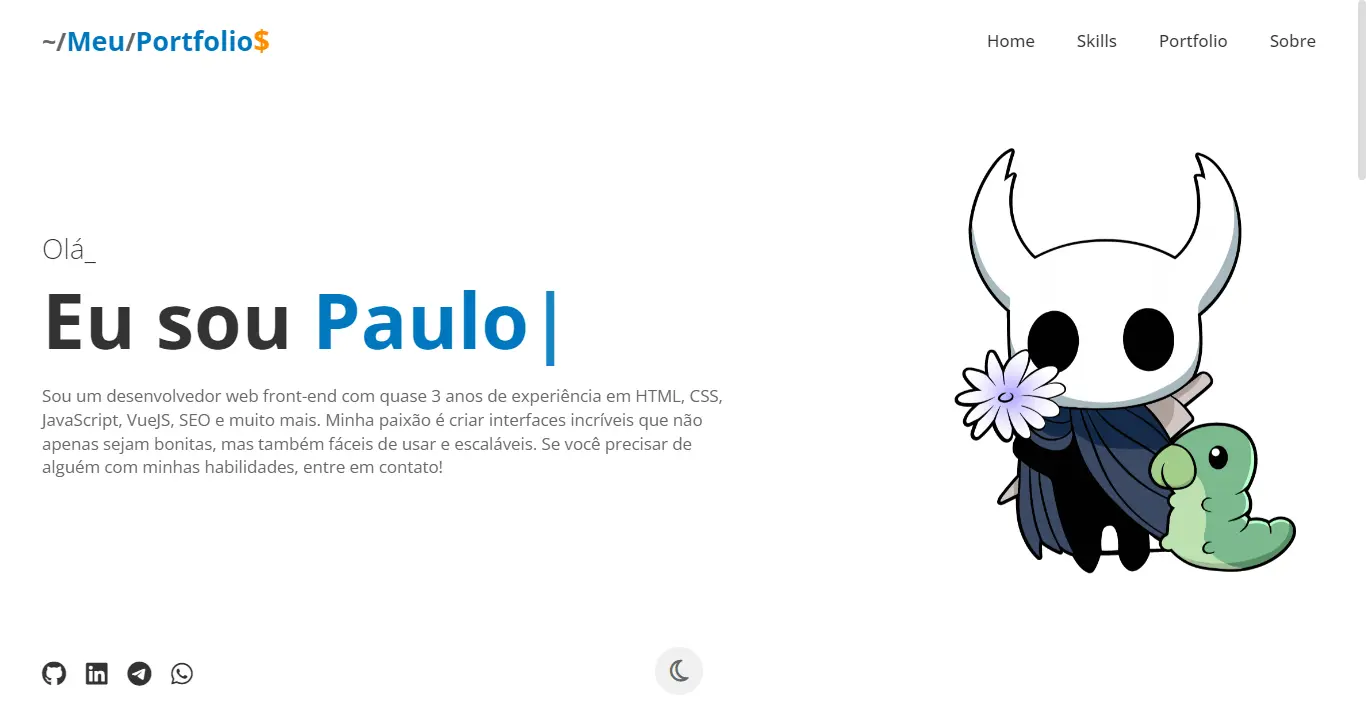 ~/Meu/Portfolio$
Home Skills Portfolio Sobre
Olá_
Eu sou Paulo|
Sou um desenvolvedor web front-end com quase 3 anos de experiência em HTML, CSS,
JavaScript, VueJS, SEO e muito mais. Minha paixão é criar interfaces incríveis que não
apenas sejam bonitas, mas também fáceis de usar e escaláveis. Se você precisar de
alguém com minhas habilidades, entre em contato!